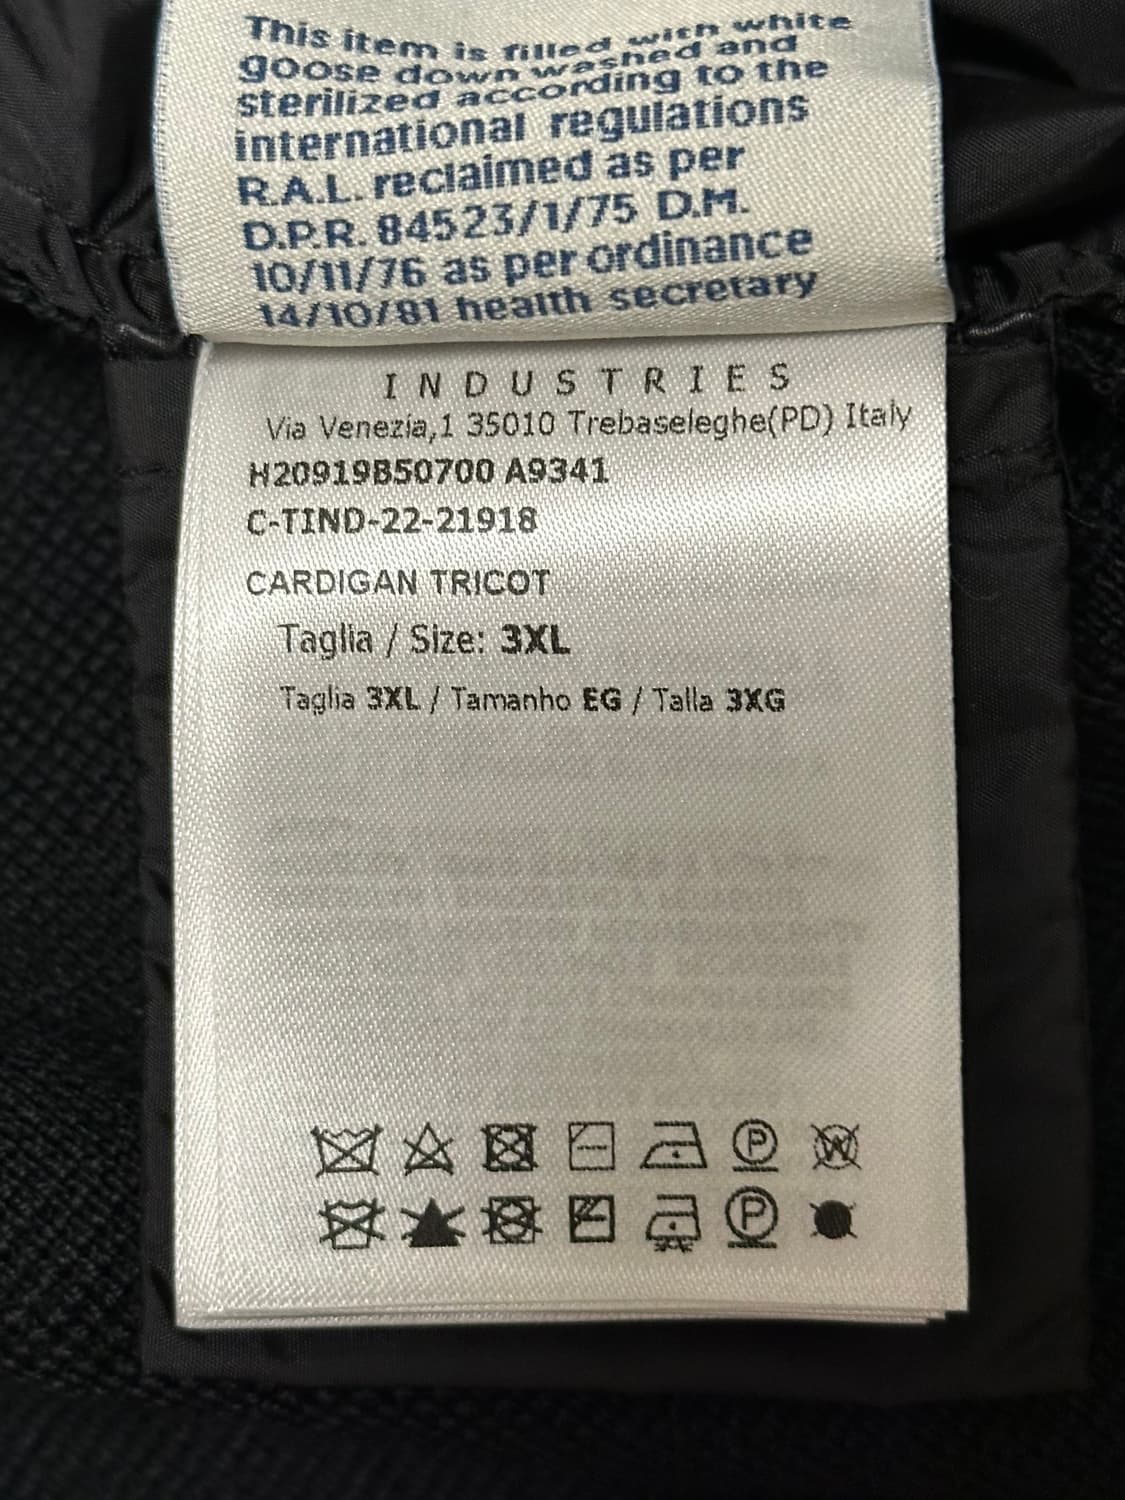 This item is filled with white
goose down washed and
sterilized according to the
international regulations
R.A.L. reclaimed as per
D.P.R. 84523/1/75 D.M.
10/11/76 as per ordinance
14/10/81 health secretary
INDUSTRIES
Via Venezia,1 35010 Trebaseleghe(PD) Italy
H20919B50700 A9341
C-TIND-22-21918
CARDIGAN TRICOT
Taglia / Size: 3XL
Taglia 3XL / Tamanho EG / Talla 3XG
P W
P